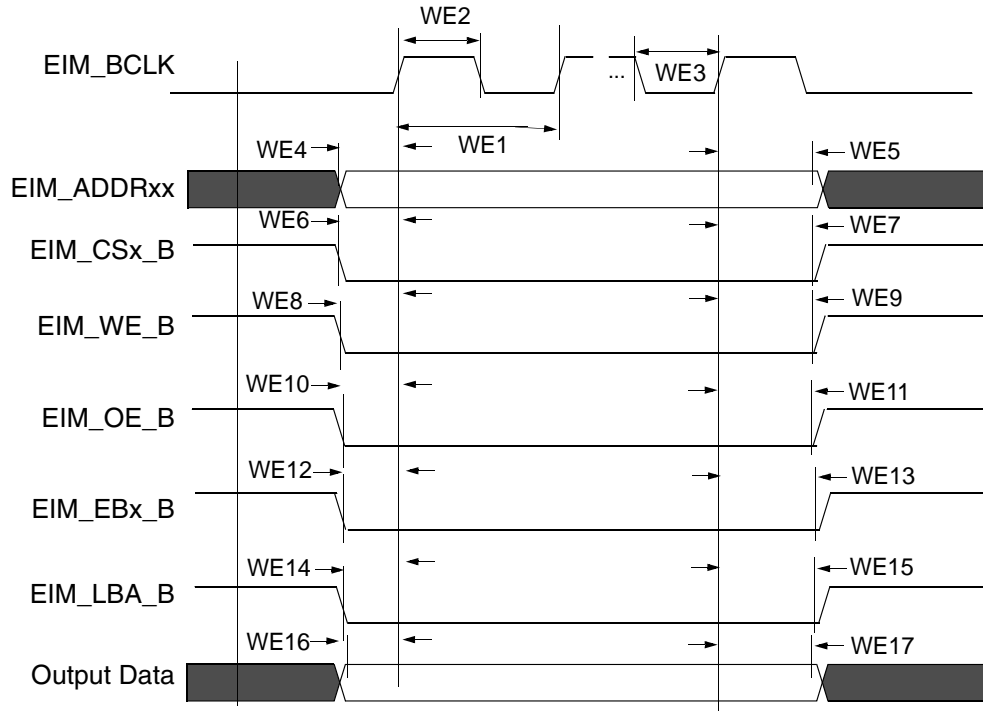 WE2
EIM_BCLK
...
WE3
WE1
WE4
WE5
EIM_ADDRxx
WE6
WE7
EIM_CSx_B
WE8
WE9
EIM_WE_B
WE10
WE11
EIM_OE_B
WE12
WE13
EIM_EBx_B
WE14
WE15
EIM_LBA_B
WE16
WE17
Output Data